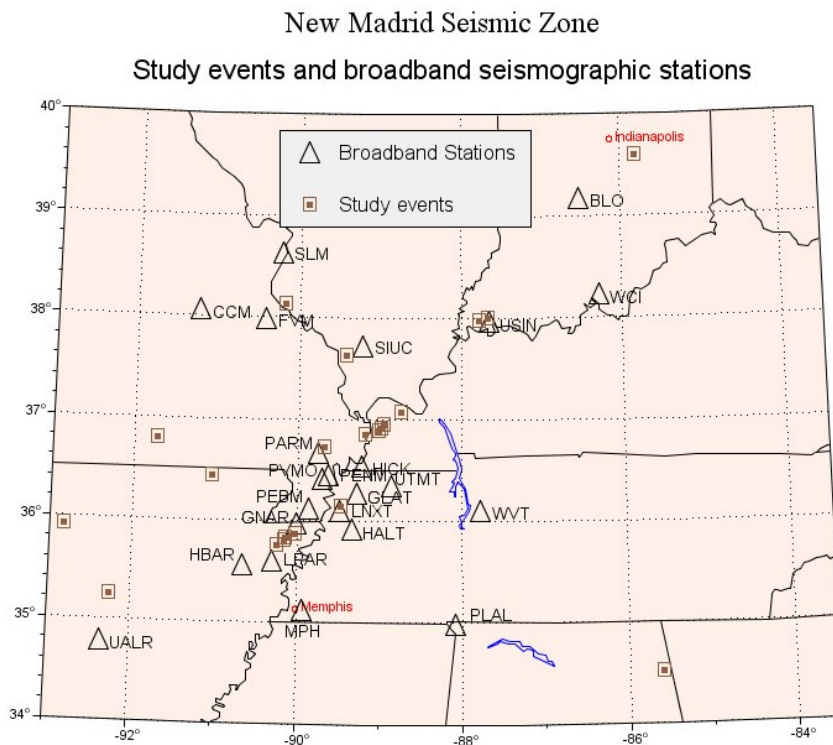 New Madrid Seismic Zone
Study events and broadband seismographic stations
40°
Indianapolis
Broadband Stations
Study events
BLO
39°
SLM
WCI
CCM
FVM
USIN
38°
SIUC
37°
PARM
HICK
PVMO
PENM
UTMT
PEBM
GLAT
GNAR
LNXT
WVT
36°
HALT
HBAR
LPAR
Memphis
35°
MPH
PLAL
UALR
34°
-92°
-90°
-88°
-86°
-84°